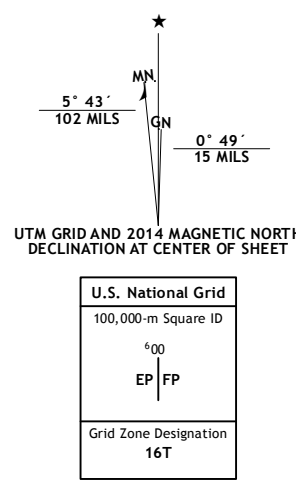 ★
MN.
5° 43´
102 MILS
GN
0° 49´
15 MILS
UTM GRID AND 2014 MAGNETIC NORTH
DECLINATION AT CENTER OF SHEET
U.S. National Grid
100,000-m Square ID
⁶00
EP FP
Grid Zone Designation
16T